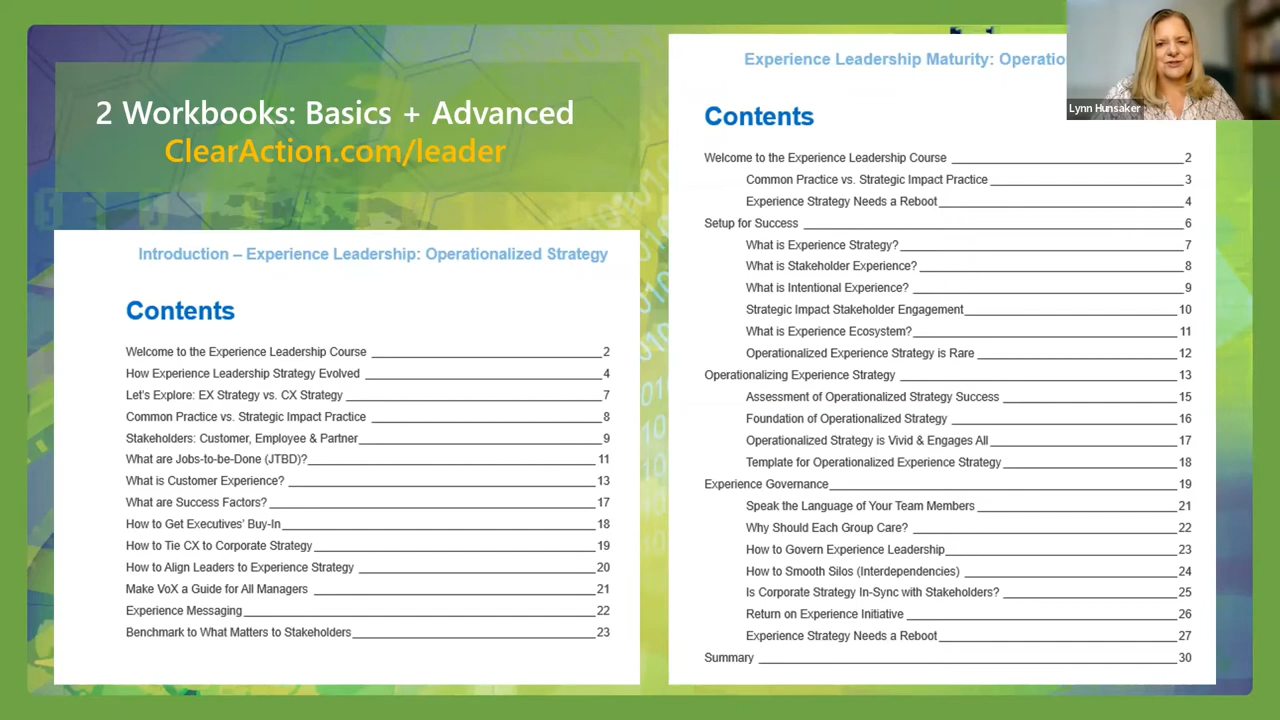 2 Workbooks: Basics + Advanced
ClearAction.com/leader
Introduction – Experience Leadership: Operationalized Strategy
Contents
Welcome to the Experience Leadership Course 2
How Experience Leadership Strategy Evolved 4
Let's Explore: EX Strategy vs. CX Strategy 7
Common Practice vs. Strategic Impact Practice 8
Stakeholders: Customer, Employee & Partner 9
What are Jobs-to-be-Done (JTBD)? 11
What is Customer Experience? 13
What are Success Factors? 17
How to Get Executives' Buy-In 18
How to Tie CX to Corporate Strategy 19
How to Align Leaders to Experience Strategy 20
Make VoX a Guide for All Managers 21
Experience Messaging 22
Benchmark to What Matters to Stakeholders 23
Experience Leadership Maturity: Operatio
Contents
Welcome to the Experience Leadership Course 2
Common Practice vs. Strategic Impact Practice 3
Experience Strategy Needs a Reboot 4
Setup for Success 6
What is Experience Strategy? 7
What is Stakeholder Experience? 8
What is Intentional Experience? 9
Strategic Impact Stakeholder Engagement 10
What is Experience Ecosystem? 11
Operationalized Experience Strategy is Rare 12
Operationalizing Experience Strategy 13
Assessment of Operationalized Strategy Success 15
Foundation of Operationalized Strategy 16
Operationalized Strategy is Vivid & Engages All 17
Template for Operationalized Experience Strategy 18
Experience Governance 19
Speak the Language of Your Team Members 21
Why Should Each Group Care? 22
How to Govern Experience Leadership 23
How to Smooth Silos (Interdependencies) 24
Is Corporate Strategy In-Sync with Stakeholders? 25
Return on Experience Initiative 26
Experience Strategy Needs a Reboot 27
Summary 30
Lynn Hunsaker